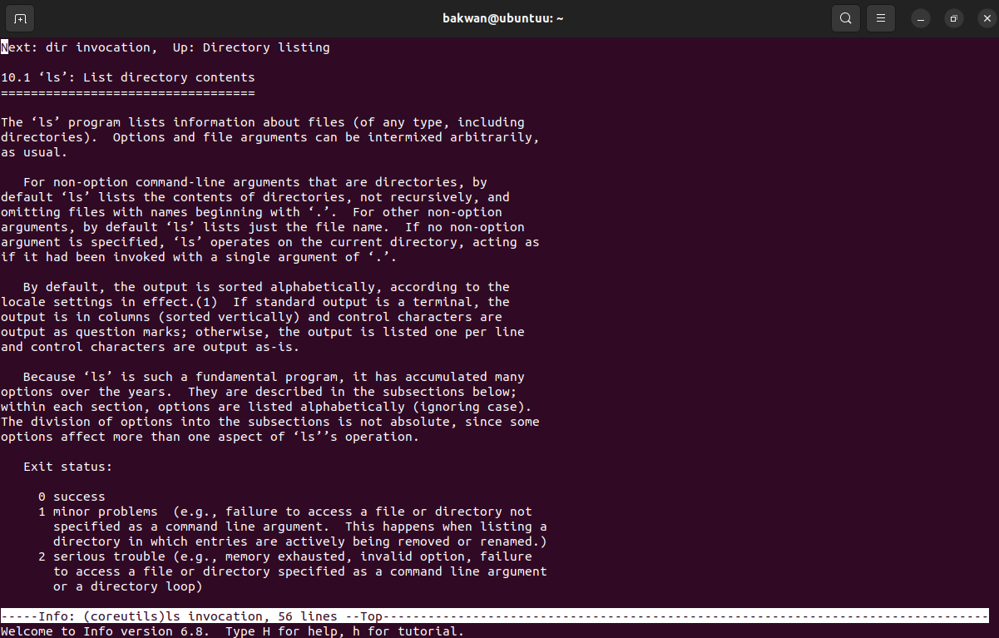 bakwan@ubuntuu: ~
Next: dir invocation,  Up: Directory listing
10.1 ‘ls’: List directory contents
==================================
The ‘ls’ program lists information about files (of any type, including
directories).  Options and file arguments can be intermixed arbitrarily,
as usual.
For non-option command-line arguments that are directories, by
default ‘ls’ lists the contents of directories, not recursively, and
omitting files with names beginning with ‘.’.  For other non-option
arguments, by default ‘ls’ lists just the file name.  If no non-option
argument is specified, ‘ls’ operates on the current directory, acting as
if it had been invoked with a single argument of ‘.’.
By default, the output is sorted alphabetically, according to the
locale settings in effect.(1)  If standard output is a terminal, the
output is in columns (sorted vertically) and control characters are
output as question marks; otherwise, the output is listed one per line
and control characters are output as-is.
Because ‘ls’ is such a fundamental program, it has accumulated many
options over the years.  They are described in the subsections below;
within each section, options are listed alphabetically (ignoring case).
The division of options into the subsections is not absolute, since some
options affect more than one aspect of ‘ls’’s operation.
Exit status:
0 success
1 minor problems  (e.g., failure to access a file or directory not
specified as a command line argument.  This happens when listing a
directory in which entries are actively being removed or renamed.)
2 serious trouble (e.g., memory exhausted, invalid option, failure
to access a file or directory specified as a command line argument
or a directory loop)
-----Info: (coreutils)ls invocation, 56 lines --Top---------------------------------------------------------------------------------
Welcome to Info version 6.8.  Type H for help, h for tutorial.